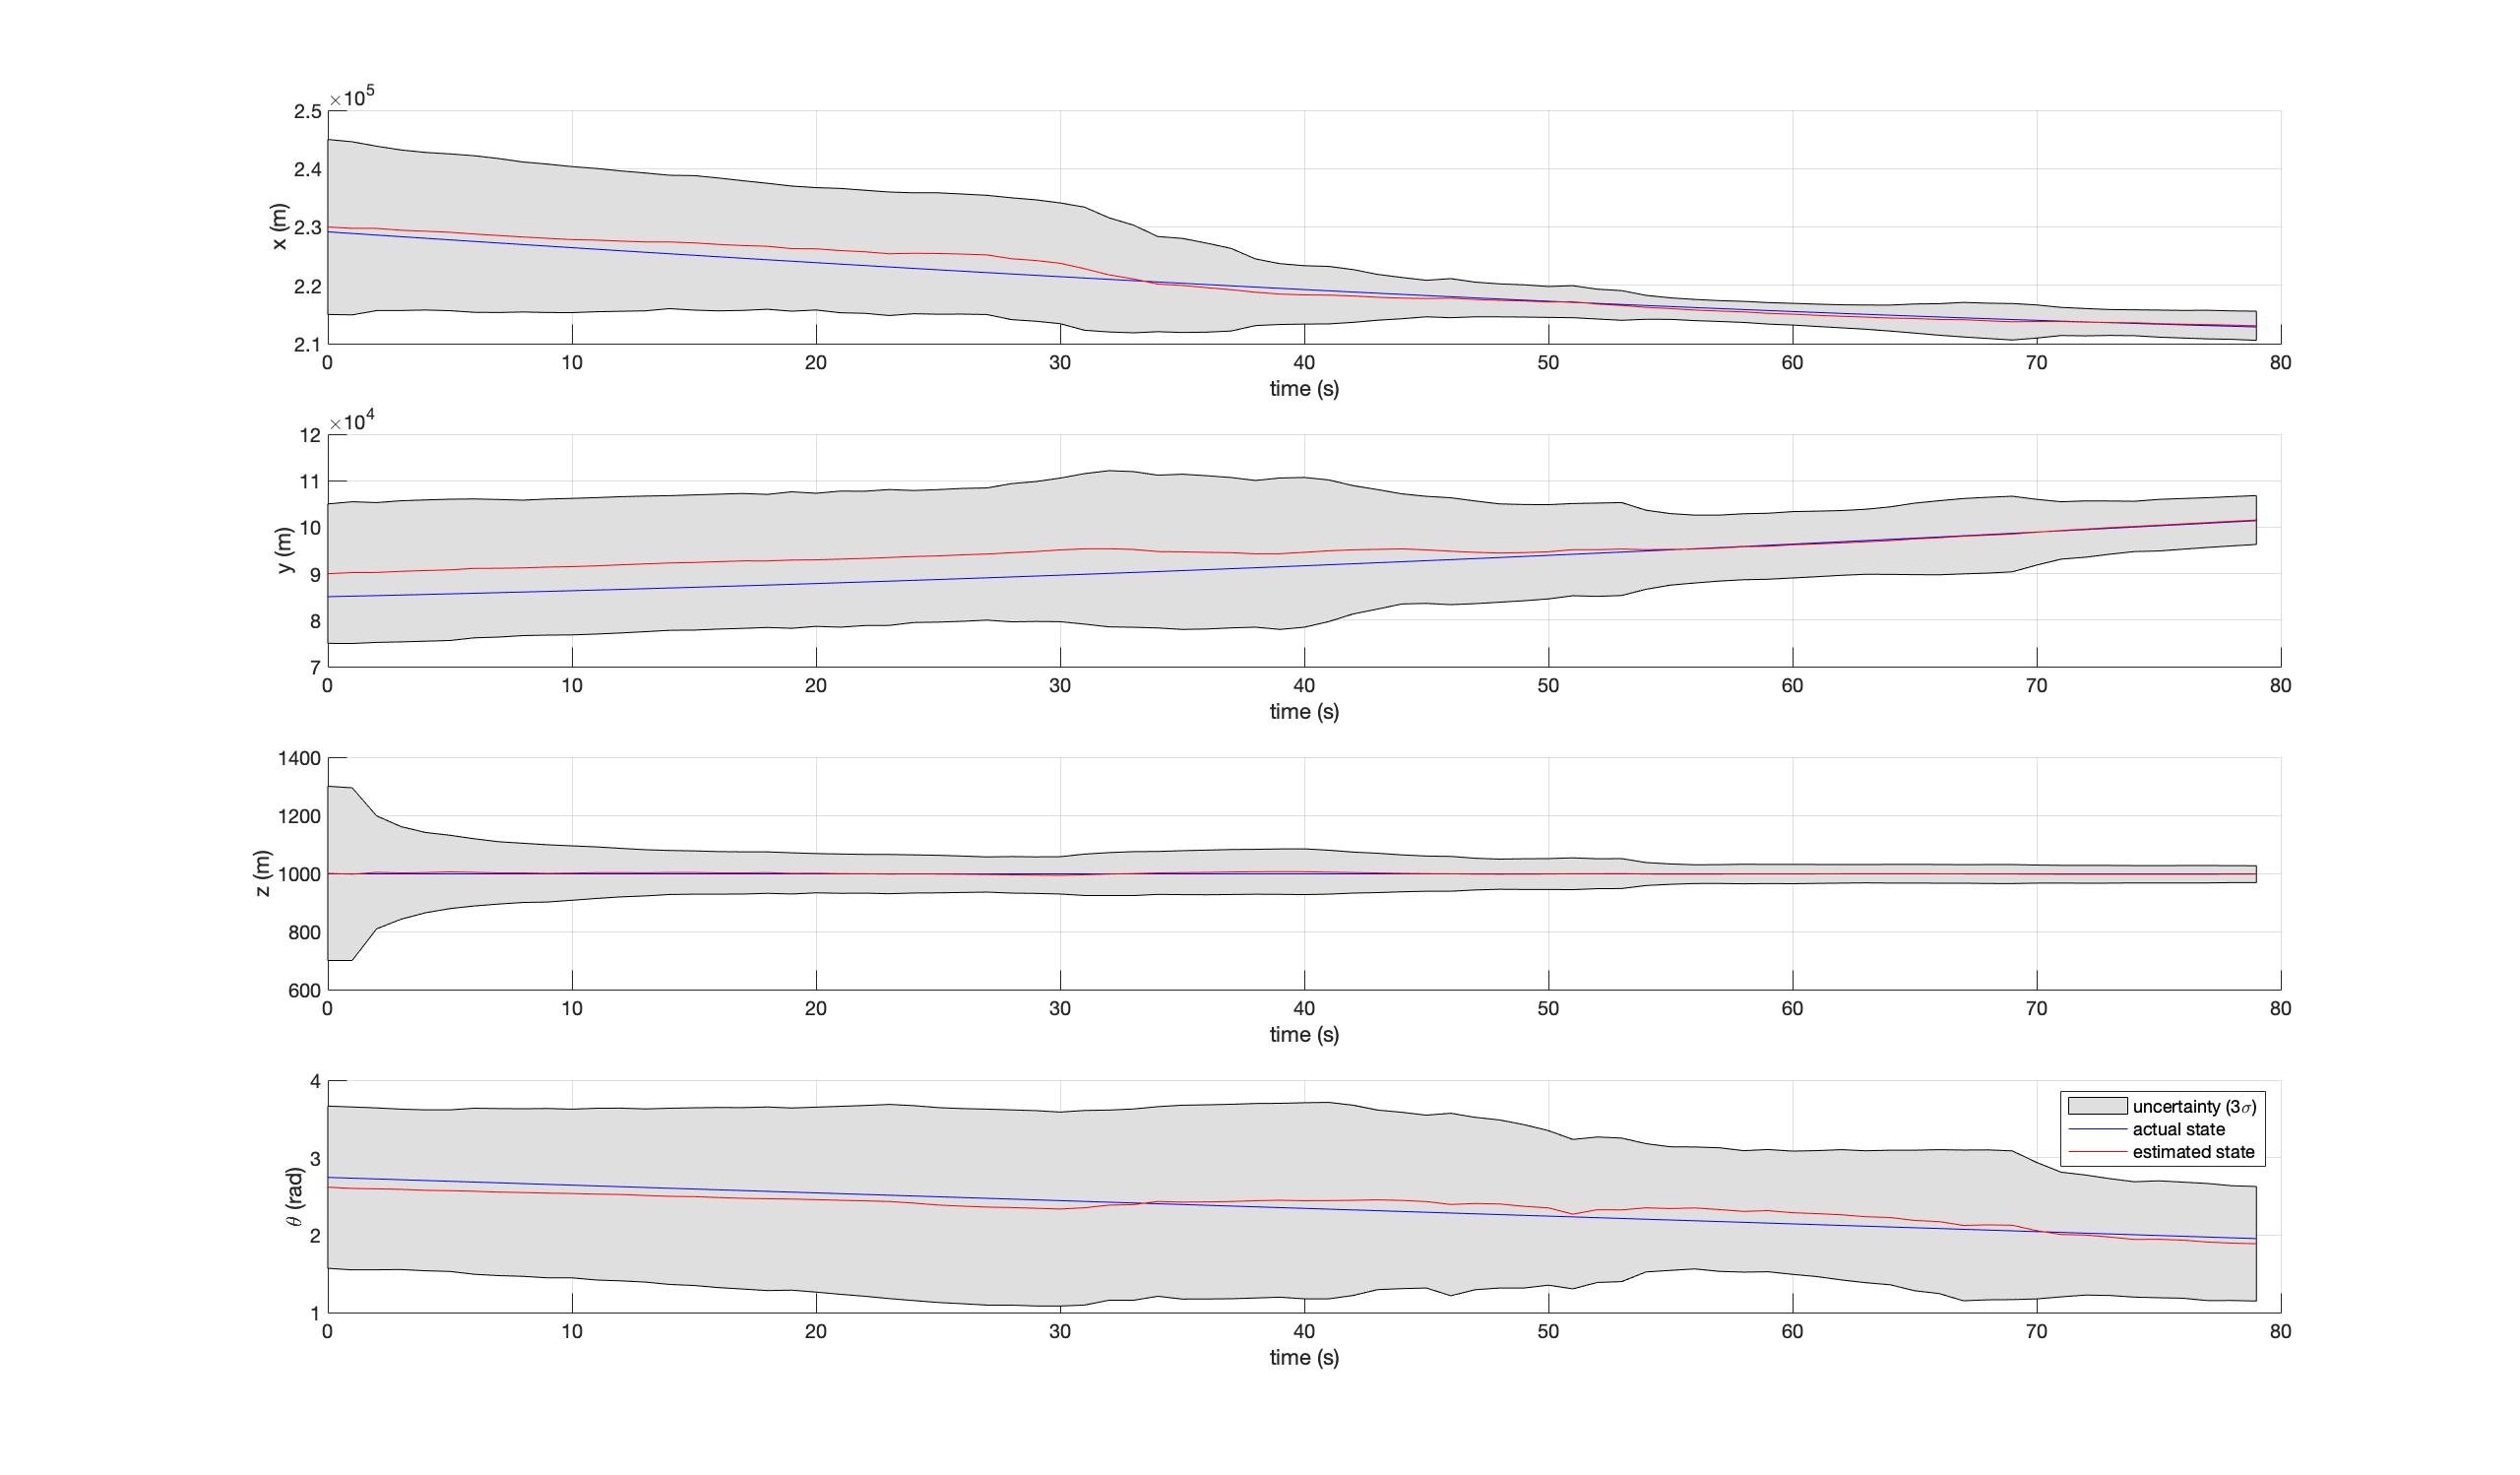 ×10^5
2.5
2.4
2.3
2.2
2.1
x (m)
0 10 20 30 40 50 60 70 80
time (s)
×10^4
12
11
10
9
8
7
y (m)
0 10 20 30 40 50 60 70 80
time (s)
1400
1200
1000
800
600
z (m)
0 10 20 30 40 50 60 70 80
time (s)
4
3
2
1
θ (rad)
uncertainty (3σ)
actual state
estimated state
0 10 20 30 40 50 60 70 80
time (s)